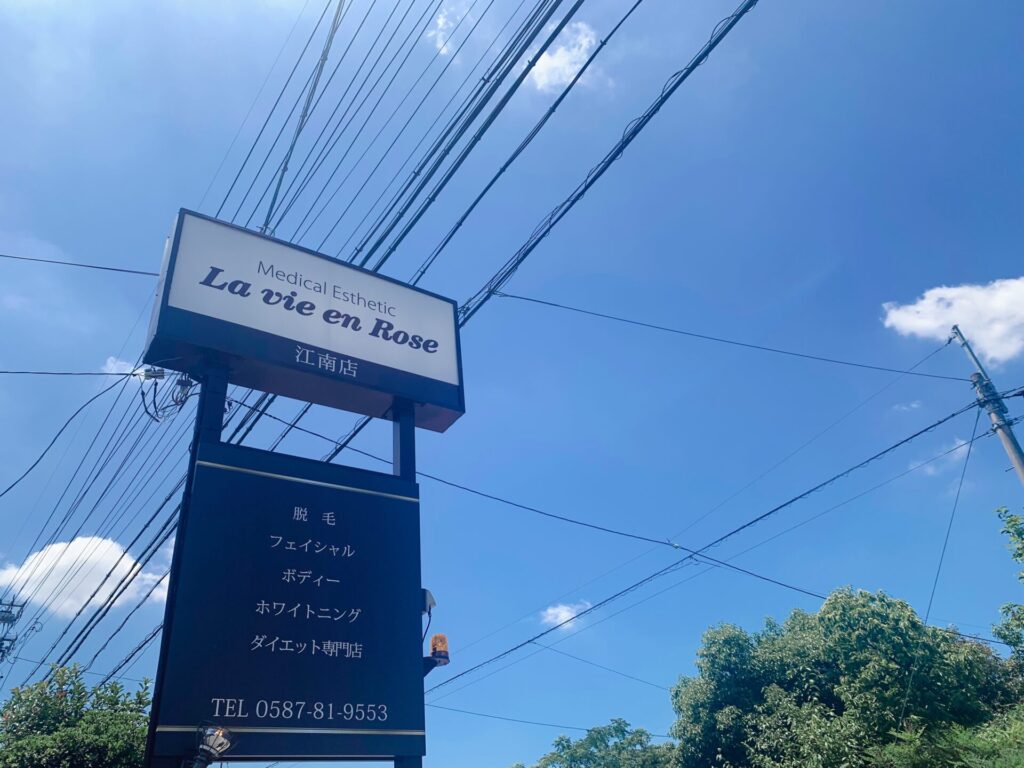 Medical Esthetic
La vie en Rose
江南店
脱毛
フェイシャル
ボディー
ホワイトニング
ダイエット専門店
TEL 0587-81-9553